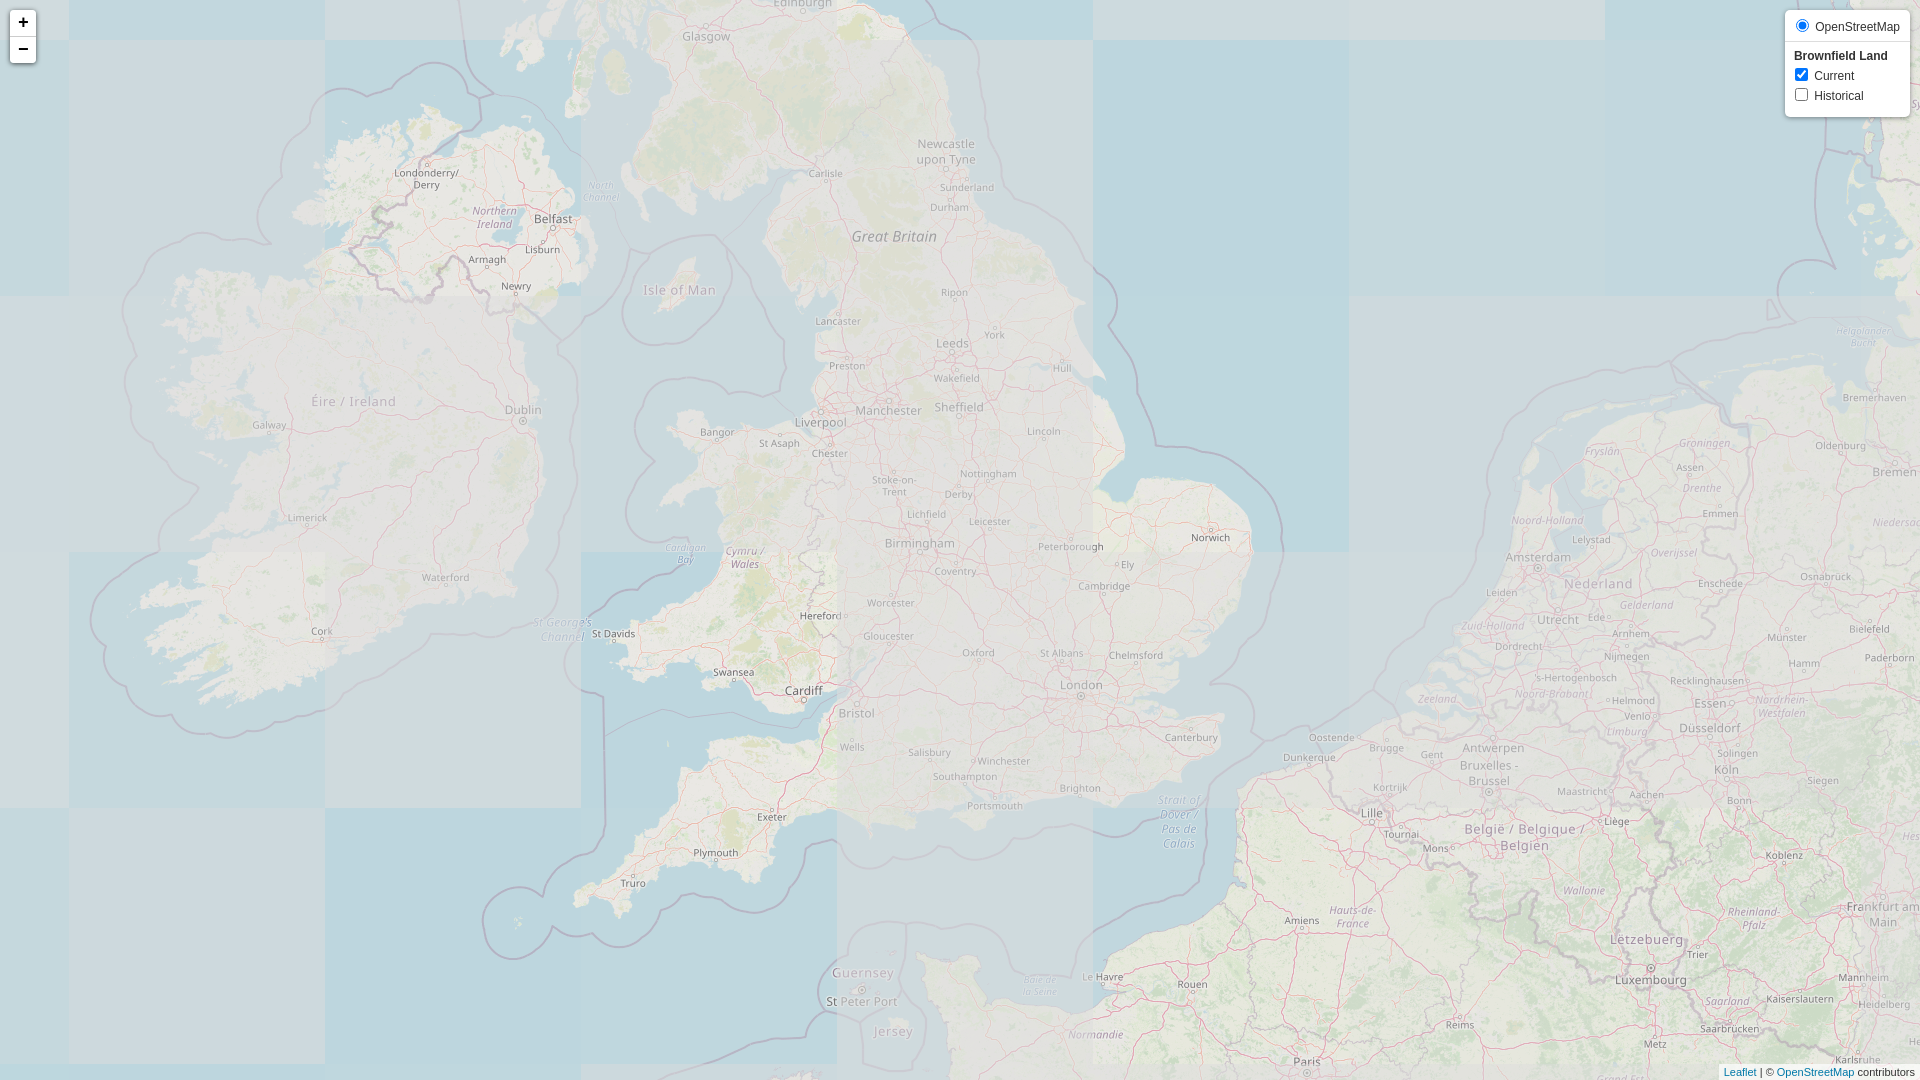 +
−
OpenStreetMap
Brownfield Land
Current
Historical
Edinburgh
Glasgow
Newcastle
upon Tyne
Londonderry/
Derry
Carlisle
Sunderland
North
Channel
Durham
Northern
Ireland
Belfast
Great Britain
Lisburn
Armagh
Newry
Isle of Man
Ripon
Lancaster
York
Helgoländer
Bucht
Leeds
Preston
Hull
Wakefield
Bremerhaven
Éire / Ireland
Dublin
Manchester
Sheffield
Liverpool
Galway
Bangor
Lincoln
St Asaph
Chester
Groningen
Oldenburg
Fryslân
Assen
Bremen
Nottingham
Stoke-on-
Trent
Derby
Drenthe
Emmen
Limerick
Lichfield
Leicester
Noord-Holland
Niedersac
Norwich
Lelystad
Birmingham
Peterborough
Cardigan
Bay
Cymru /
Wales
Overijssel
Amsterdam
Ely
Coventry
Waterford
Cambridge
Nederland
Enschede
Osnabrück
Leiden
Worcester
Gelderland
Hereford
Utrecht
Ede
St George's
Channel
Zuid-Holland
Bielefeld
Cork
St Davids
Gloucester
Arnhem
Münster
Dordrecht
Oxford
St Albans
Chelmsford
Nijmegen
Paderborn
Hamm
Swansea
's-Hertogenbosch
Recklinghausen
London
Cardiff
Noord-Brabant
Zeeland
Helmond
Essen
Nordrhein-
Westfalen
Bristol
Venlo
Düsseldorf
Limburg
Canterbury
Oostende
Wells
Brugge
Antwerpen
Salisbury
Gent
Solingen
Dunkerque
Winchester
Bruxelles -
Brussel
Köln
Southampton
Siegen
Brighton
Kortrijk
Maastricht
Aachen
Strait of
Dover /
Pas de
Calais
Portsmouth
Bonn
Exeter
Lille
Liège
Tournai
België / Belgique /
Belgien
Mons
Plymouth
Koblenz
Truro
Wallonie
Hauts-de-
France
Amiens
Rheinland-
Pfalz
Frankfurt am
Main
Lëtzebuerg
Trier
Guernsey
Le Havre
Baie de
la Seine
Rouen
Luxembourg
Mannheim
St Peter Port
Kaiserslautern
Saarland
Heidelberg
Jersey
Normandie
Reims
Saarbrücken
Metz
Paris
Karlsruhe
Grand Est
Leaflet | © OpenStreetMap contributors